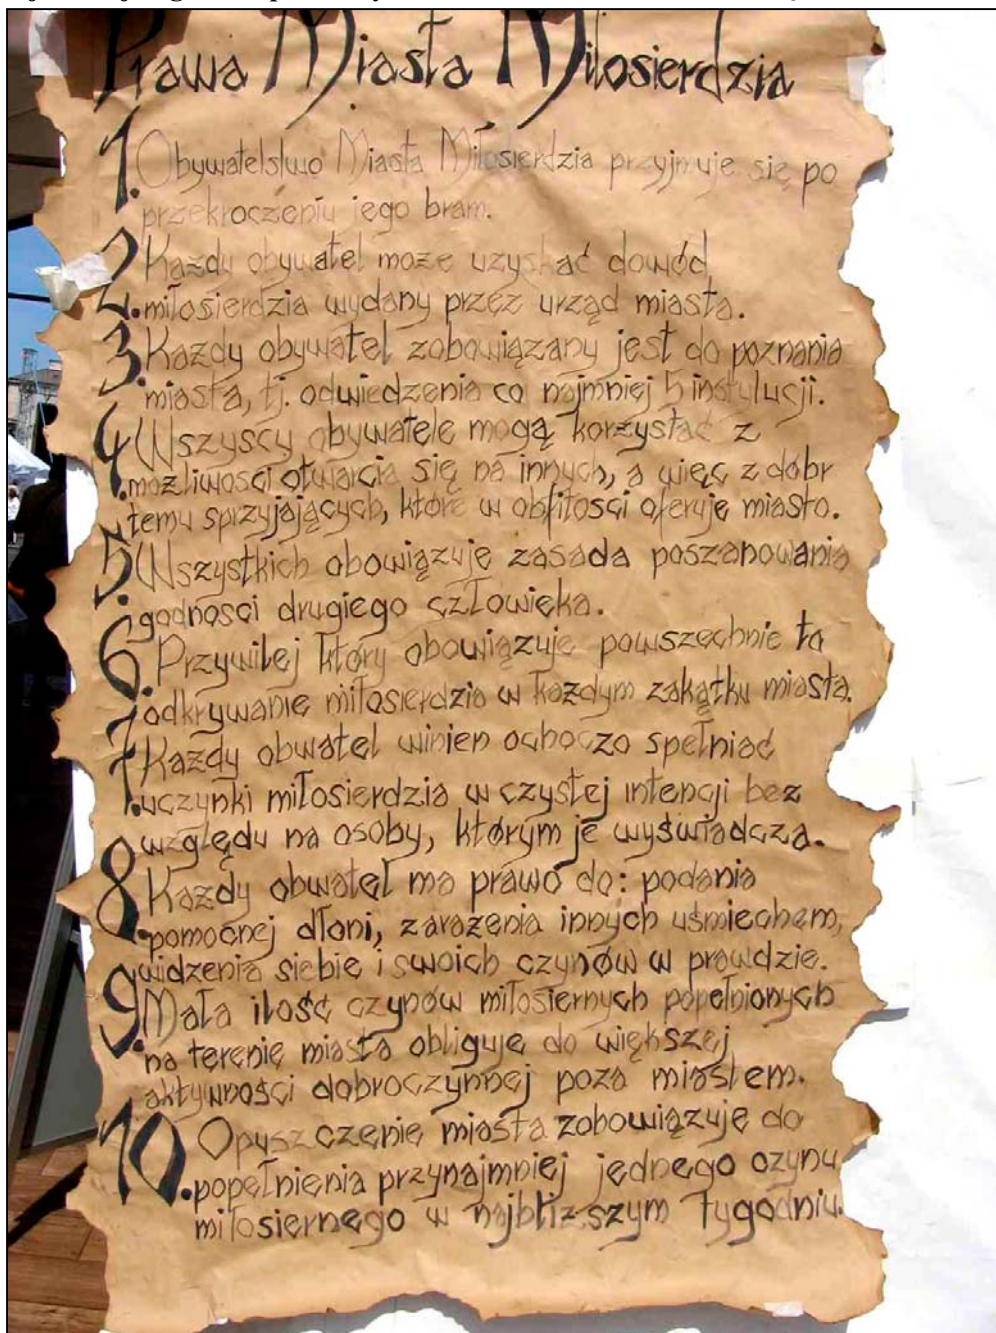 Prawa Miasta Miłosierdzia
1. Obywatelstwo Miasta Miłosierdzia przyjmuje się po
przekroczeniu jego bram.
2. Każdy obywatel może uzyskać dowód
miłosierdzia wydany przez urząd miasta.
3. Każdy obywatel zobowiązany jest do poznania
miasta, tj. odwiedzenia co najmniej 5 instytucji.
4. Wszyscy obywatele mogą korzystać z
możliwości otwarcia się na innych, a więc z dóbr
temu sprzyjających, które w obfitości oferuje miasto.
5. Wszystkich obowiązuje zasada poszanowania
godności drugiego człowieka.
6. Przywilej który obowiązuje powszechnie to
odkrywanie miłosierdzia w każdym zakątku miasta.
7. Każdy obwatel winien ochoczo spełniać
uczynki miłosierdzia w czystej intencji bez
względu na osoby, którym je wyświadcza.
8. Każdy obwatel ma prawo do: podania
pomocnej dłoni, zarażenia innych uśmiechem,
widzenia siebie i swoich czynów w prawdzie.
9. Mała ilość czynów miłosiernych popełnionych
na terenie miasta obliguje do większej
aktywności dobroczynnej poza miastem.
10. Opuszczenie miasta zobowiązuje do
popełnienia przynajmniej jednego czynu
miłosiernego w najbliższym tygodniu.